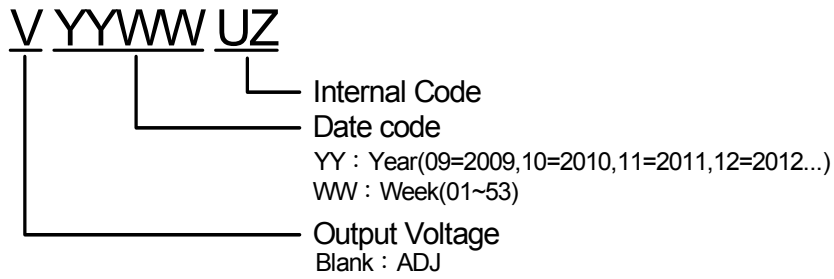 V YYWW UZ
Internal Code
Date code
YY：Year(09=2009,10=2010,11=2011,12=2012...)
WW：Week(01~53)
Output Voltage
Blank：ADJ